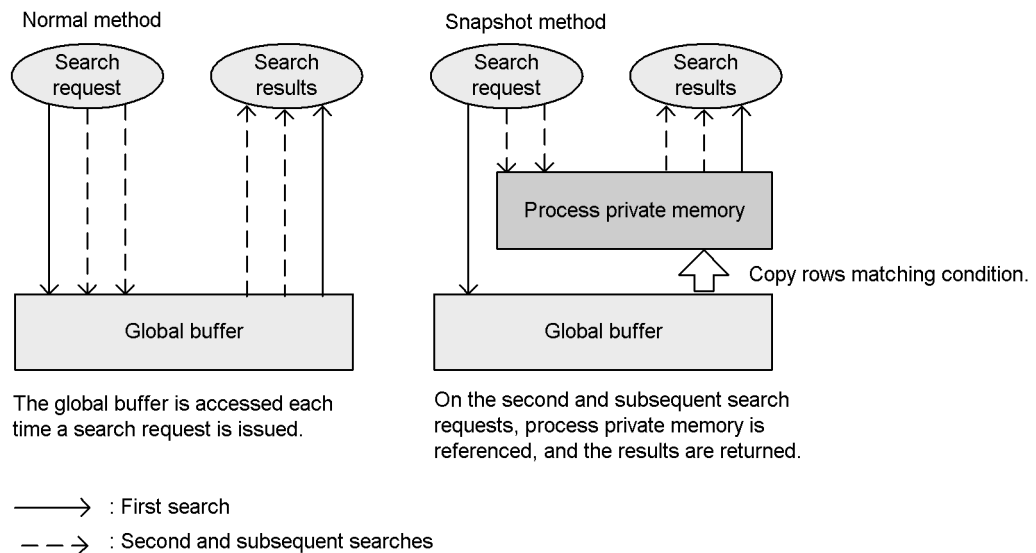 Normal method
Search
request
Search
results
Global buffer
The global buffer is accessed each
time a search request is issued.
Snapshot method
Search
request
Search
results
Process private memory
Copy rows matching condition.
Global buffer
On the second and subsequent search
requests, process private memory is
referenced, and the results are returned.
: First search
: Second and subsequent searches